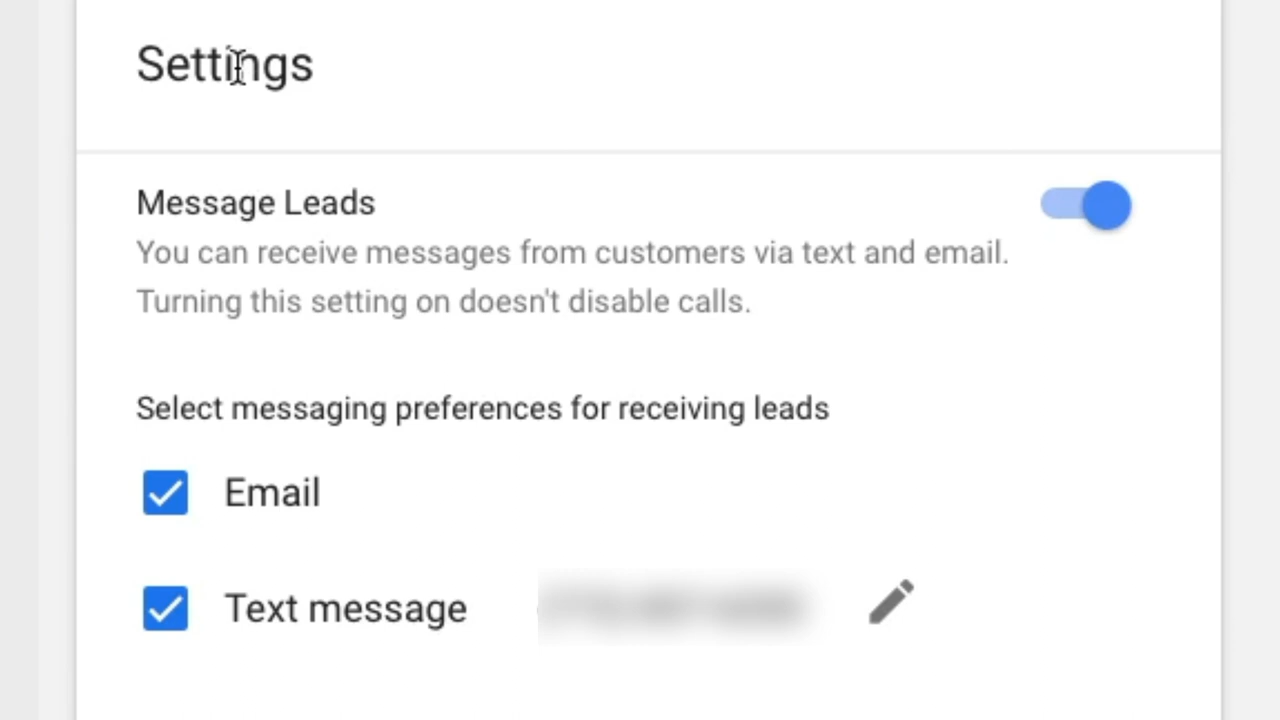 Settings
Message Leads
You can receive messages from customers via text and email.
Turning this setting on doesn't disable calls.
Select messaging preferences for receiving leads
Email
Text message